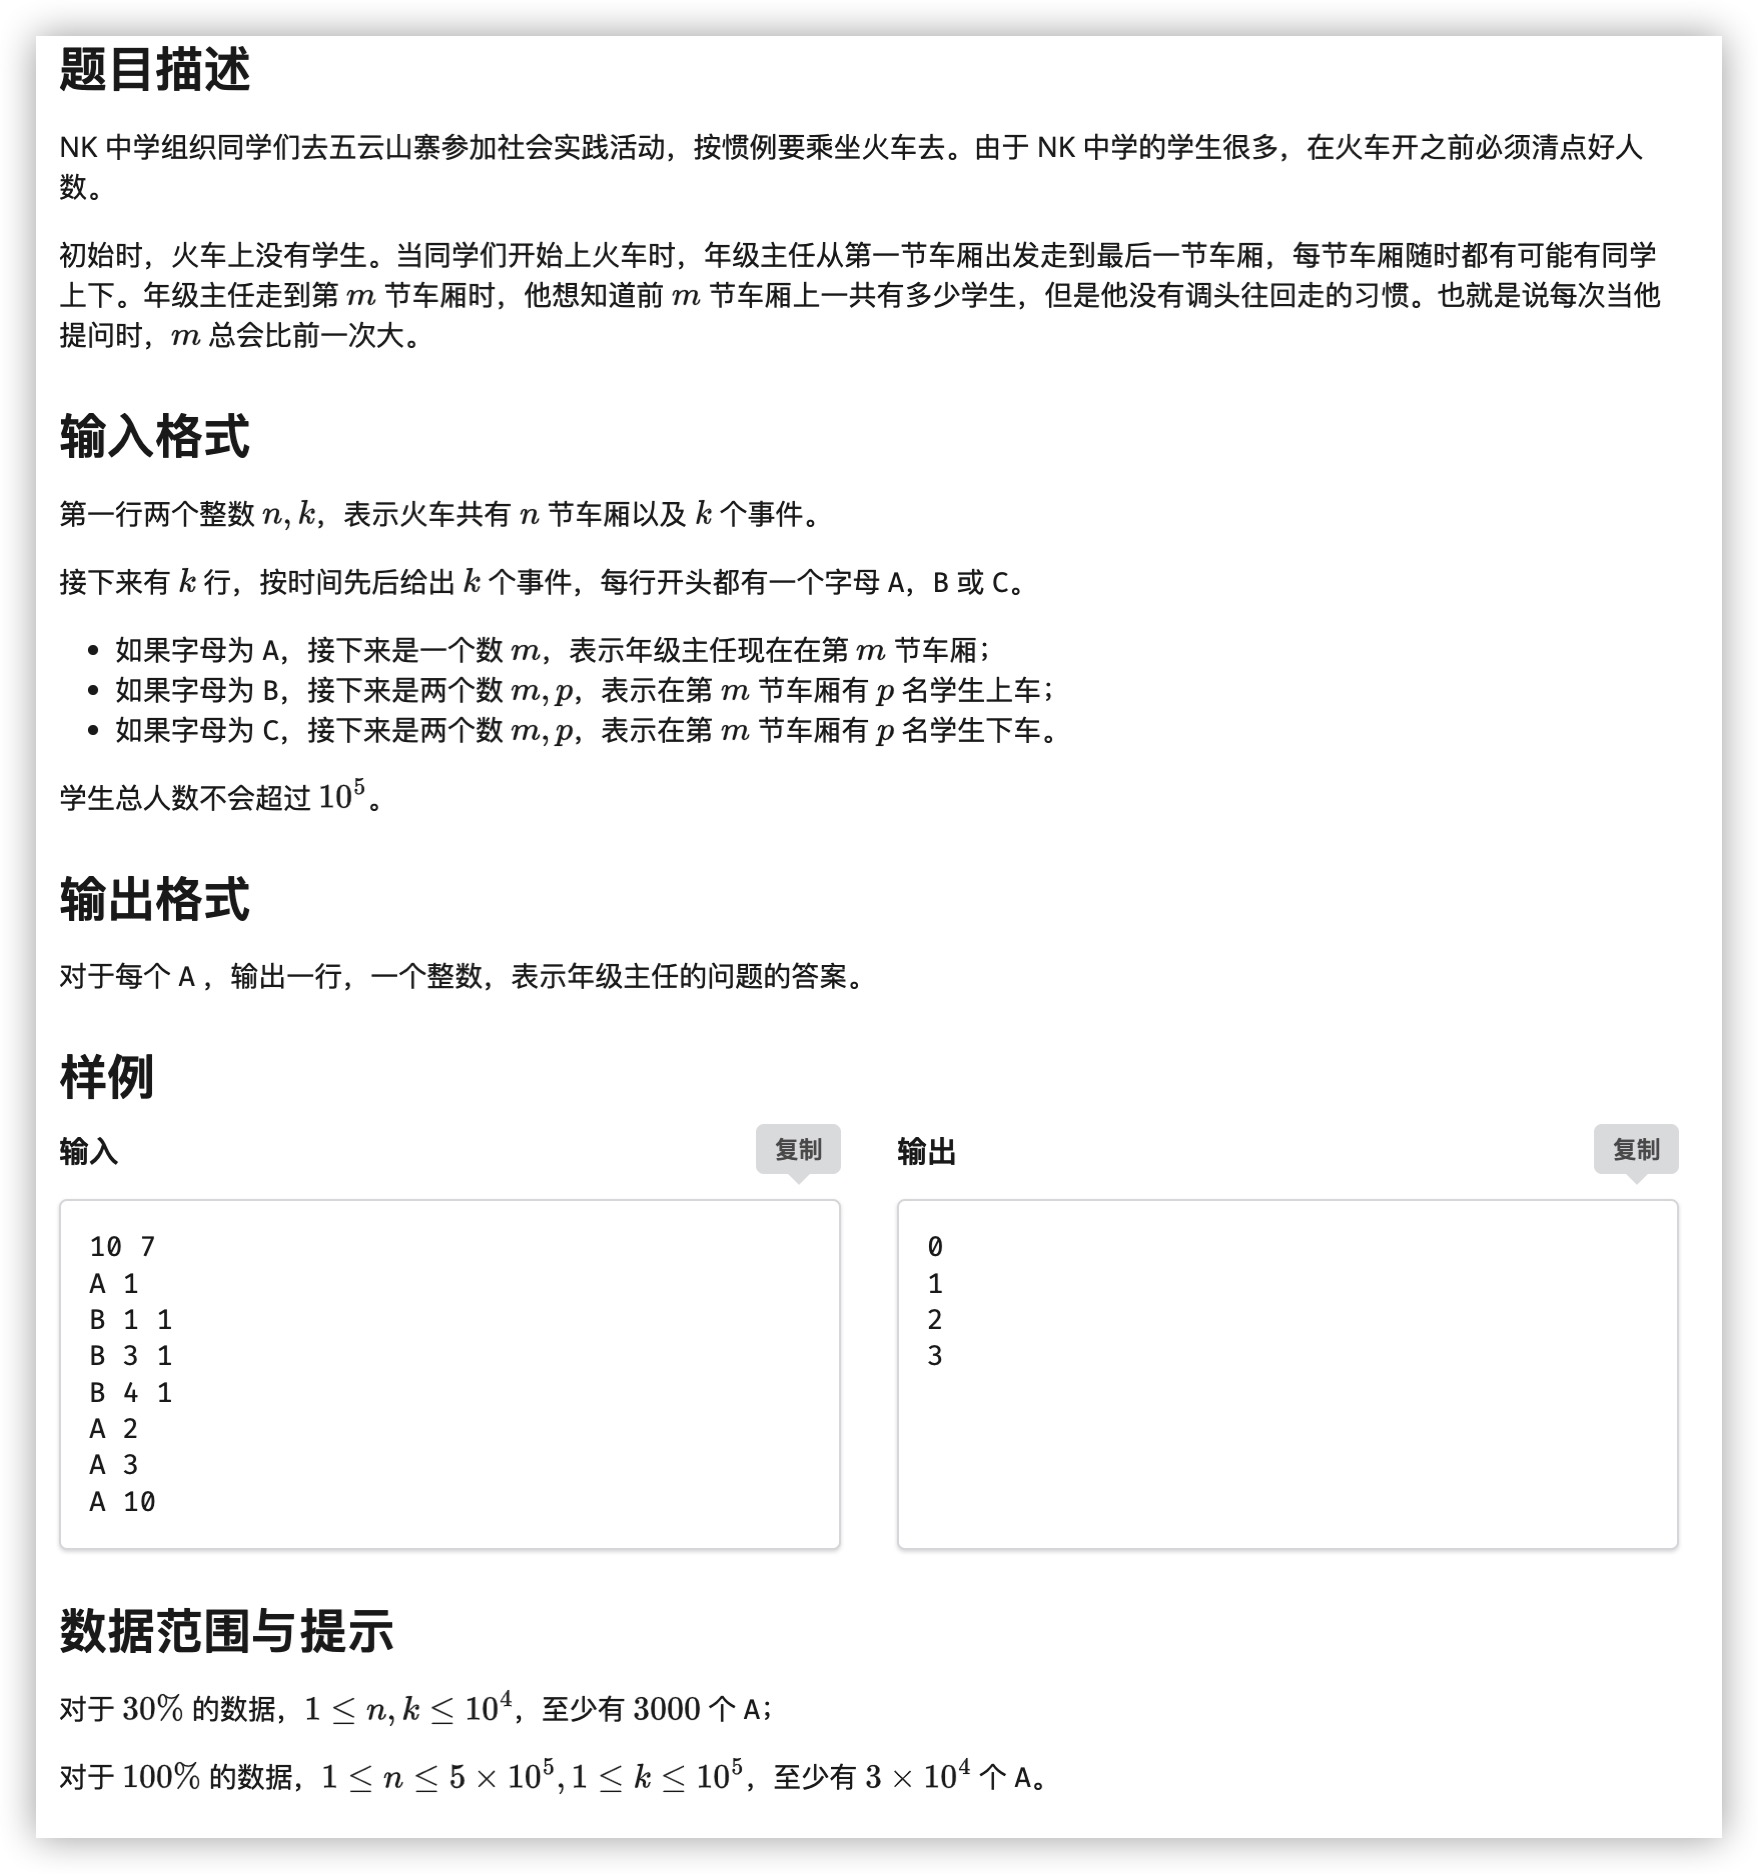 题目描述
NK 中学组织同学们去五云山寨参加社会实践活动，按惯例要乘坐火车去。由于 NK 中学的学生很多，在火车开之前必须清点好人
数。
初始时，火车上没有学生。当同学们开始上火车时，年级主任从第一节车厢出发走到最后一节车厢，每节车厢随时都有可能有同学
上下。年级主任走到第 m 节车厢时，他想知道前 m 节车厢上一共有多少学生，但是他没有调头往回走的习惯。也就是说每次当他
提问时，m 总会比前一次大。
输入格式
第一行两个整数 n, k，表示火车共有 n 节车厢以及 k 个事件。
接下来有 k 行，按时间先后给出 k 个事件，每行开头都有一个字母 A，B 或 C。
• 如果字母为 A，接下来是一个数 m，表示年级主任现在在第 m 节车厢；
• 如果字母为 B，接下来是两个数 m, p，表示在第 m 节车厢有 p 名学生上车；
• 如果字母为 C，接下来是两个数 m, p，表示在第 m 节车厢有 p 名学生下车。
学生总人数不会超过 10^5。
输出格式
对于每个 A ，输出一行，一个整数，表示年级主任的问题的答案。
样例
输入 复制
10 7
A 1
B 1 1
B 3 1
B 4 1
A 2
A 3
A 10
输出 复制
0
1
2
3
数据范围与提示
对于 30% 的数据，1 ≤ n, k ≤ 10^4，至少有 3000 个 A；
对于 100% 的数据，1 ≤ n ≤ 5 × 10^5, 1 ≤ k ≤ 10^5，至少有 3 × 10^4 个 A。